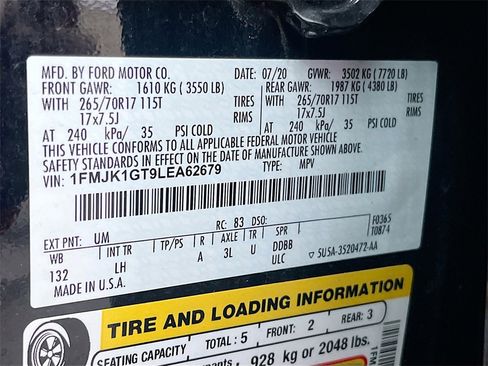 MFD. BY FORD MOTOR CO. DATE: 07/20 GVWR: 3502 KG ( 7720 LB)
FRONT GAWR: 1610 KG ( 3550 LB) REAR GAWR: 1987 KG ( 4380 LB)
WITH 265/70R17 115T TIRES WITH 265/70R17 115T TIRES
17x7.5J RIMS 17x7.5J RIMS
AT 240 kPa/ 35 PSI COLD AT 240 kPa/ 35 PSI COLD
THIS VEHICLE CONFORMS TO ALL APPLICABLE FEDERAL MOTOR VEHICLE
SAFETY STANDARDS IN EFFECT ON THE DATE OF MANUFACTURE SHOWN ABOVE.
VIN: 1FMJK1GT9LEA62679 TYPE: MPV
EXT PNT: UM RC: 83 DSO: F0365
WB INT TR TP/PS R AXLE TR SPR T0874
132 LH A 3L U DDBB
MADE IN U.S.A. ULC SU5A-3520472-AA
TIRE AND LOADING INFORMATION
SEATING CAPACITY TOTAL: 5 FRONT: 2 REAR: 3
928 kg or 2048 lbs.